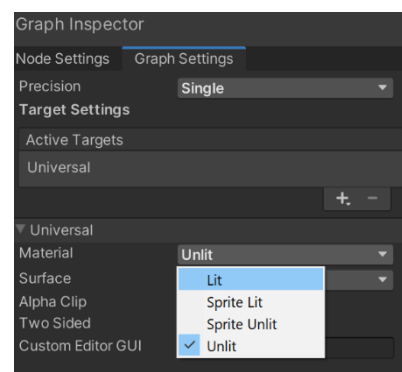 Graph Inspector
Node Settings Graph Settings
Precision Single
Target Settings
Active Targets
Universal
+ −
Universal
Material Unlit
Surface
Lit
Alpha Clip Sprite Lit
Two Sided Sprite Unlit
Custom Editor GUI ✓ Unlit